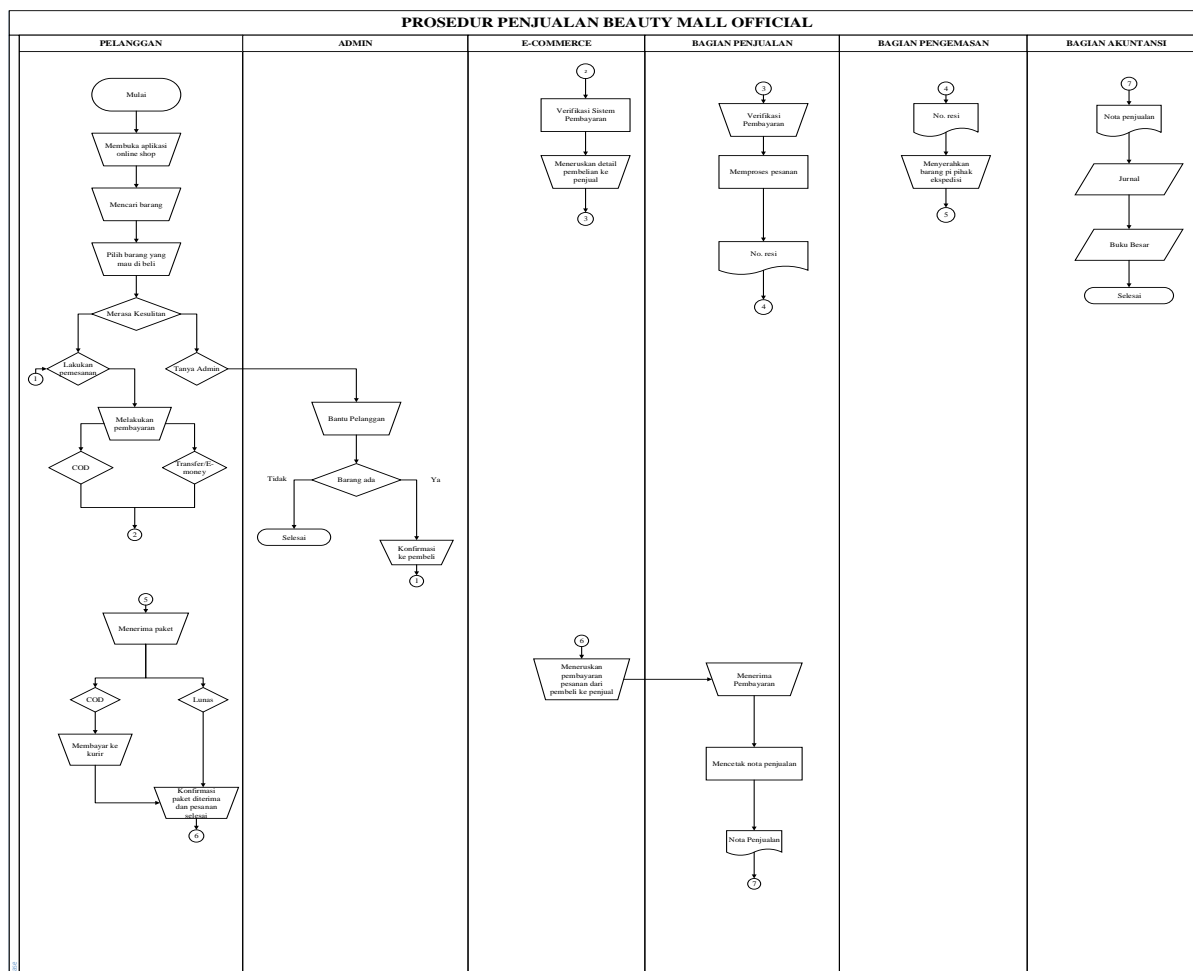 PROSEDUR PENJUALAN BEAUTY MALL OFFICIAL
PELANGGAN
ADMIN
E-COMMERCE
BAGIAN PENJUALAN
BAGIAN PENGEMASAN
BAGIAN AKUNTANSI
Mulai
Membuka aplikasi
online shop
Mencari barang
Pilih barang yang
mau di beli
Merasa Kesulitan
Lakukan
pemesanan
Tanya Admin
1
Melakukan
pembayaran
COD
Transfer/E-
money
2
5
Menerima paket
COD
Lunas
Membayar ke
kurir
Konfirmasi
paket diterima
dan pesanan
selesai
6
Bantu Pelanggan
Barang ada
Tidak
Ya
Selesai
Konfirmasi
ke pembeli
1
2
Verifikasi Sistem
Pembayaran
Meneruskan detail
pembelian ke
penjual
3
6
Meneruskan
pembayaran
pesanan dari
pembeli ke penjual
3
Verifikasi
Pembayaran
Memproses pesanan
No. resi
4
Menerima
Pembayaran
Mencetak nota penjualan
Nota Penjualan
7
4
No. resi
Menyerahkan
barang pi pihak
ekspedisi
5
7
Nota penjualan
Jurnal
Buku Besar
Selesai